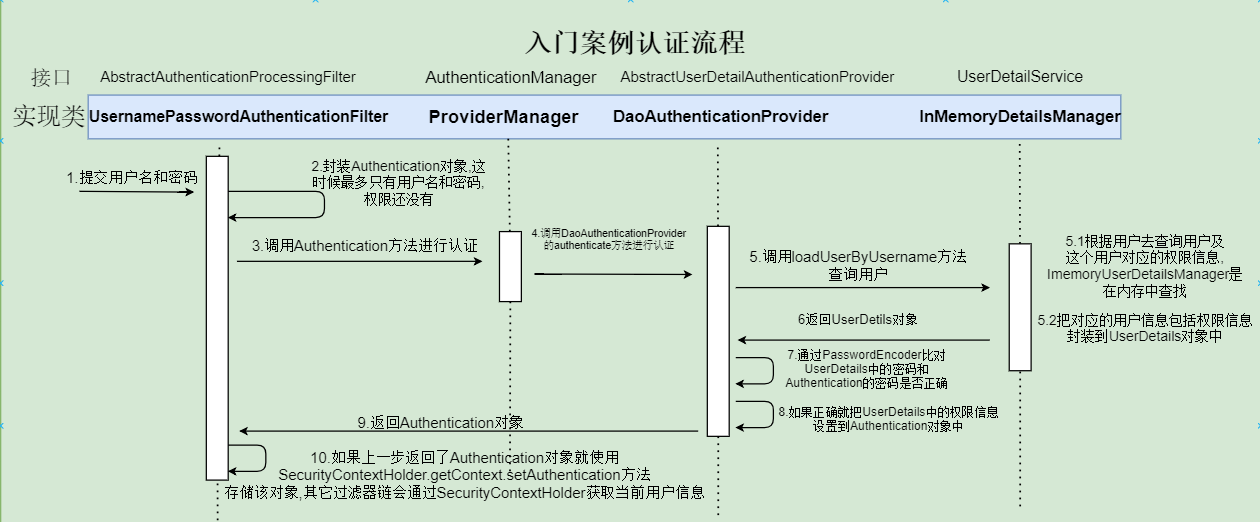 入门案例认证流程
接口
AbstractAuthenticationProcessingFilter
AuthenticationManager
AbstractUserDetailAuthenticationProvider
UserDetailService
实现类
UsernamePasswordAuthenticationFilter
ProviderManager
DaoAuthenticationProvider
InMemoryDetailsManager
1.提交用户名和密码
2.封装Authentication对象,这
时候最多只有用户名和密码,
权限还没有
3.调用Authentication方法进行认证
4.调用DaoAuthenticationProvider
的authenticate方法进行认证
5.调用loadUserByUsername方法
查询用户
5.1根据用户去查询用户及
这个用户对应的权限信息,
ImemoryUserDetailsManager是
在内存中查找
5.2把对应的用户信息包括权限信息
封装到UserDetails对象中
6返回UserDetils对象
7.通过PasswordEncoder比对
UserDetails中的密码和
Authentication的密码是否正确
8.如果正确就把UserDetails中的权限信息
设置到Authentication对象中
9.返回Authentication对象
10.如果上一步返回了Authentication对象就使用
SecurityContextHolder.getContext.setAuthentication方法
存储该对象,其它过滤器链会通过SecurityContextHolder获取当前用户信息